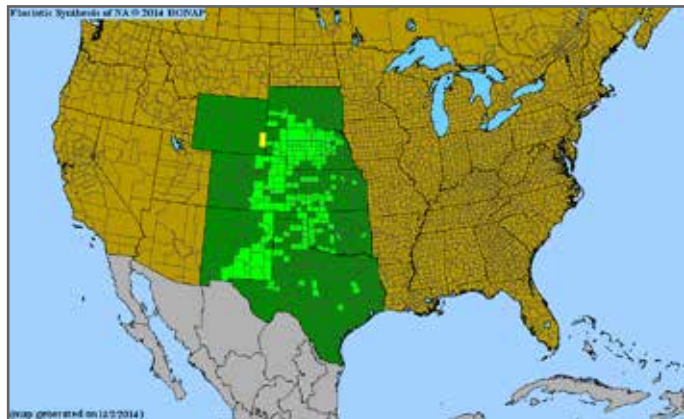 Floristic Synthesis of NA © 2014 BONAP
(map generated on 12/2/2014)